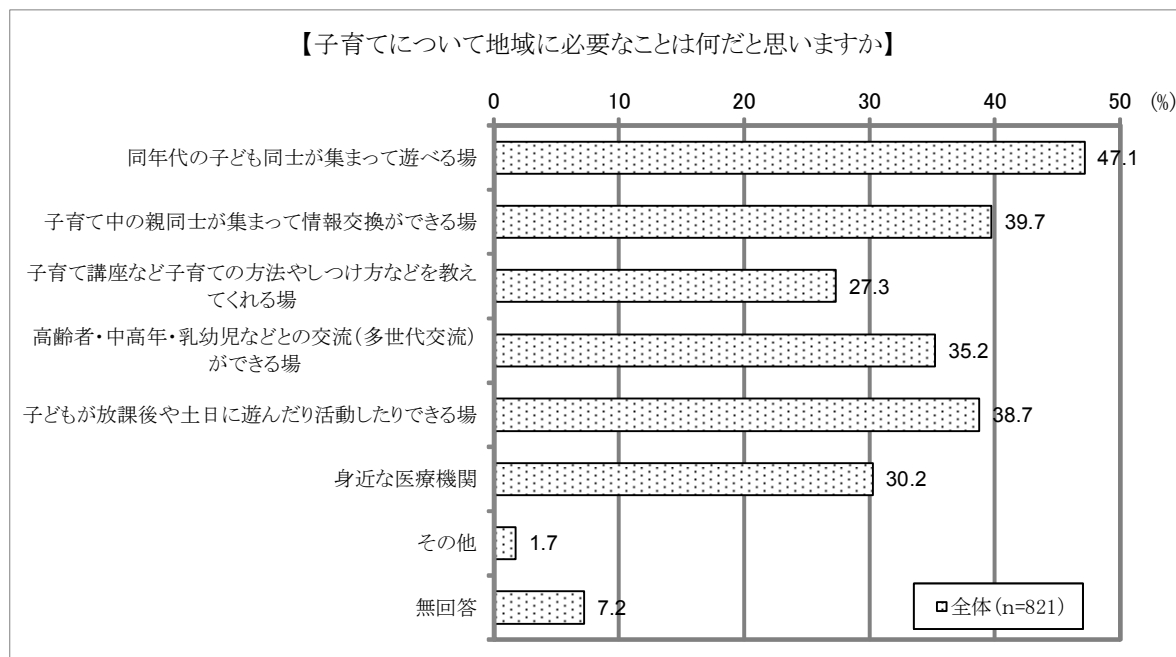 【子育てについて地域に必要なことは何だと思いますか】
0 10 20 30 40 50 (%)
同年代の子ども同士が集まって遊べる場 47.1
子育て中の親同士が集まって情報交換ができる場 39.7
子育て講座など子育ての方法やしつけ方などを教え
てくれる場 27.3
高齢者・中高年・乳幼児などとの交流(多世代交流)
ができる場 35.2
子どもが放課後や土日に遊んだり活動したりできる場 38.7
身近な医療機関 30.2
その他 1.7
無回答 7.2
全体(n=821)